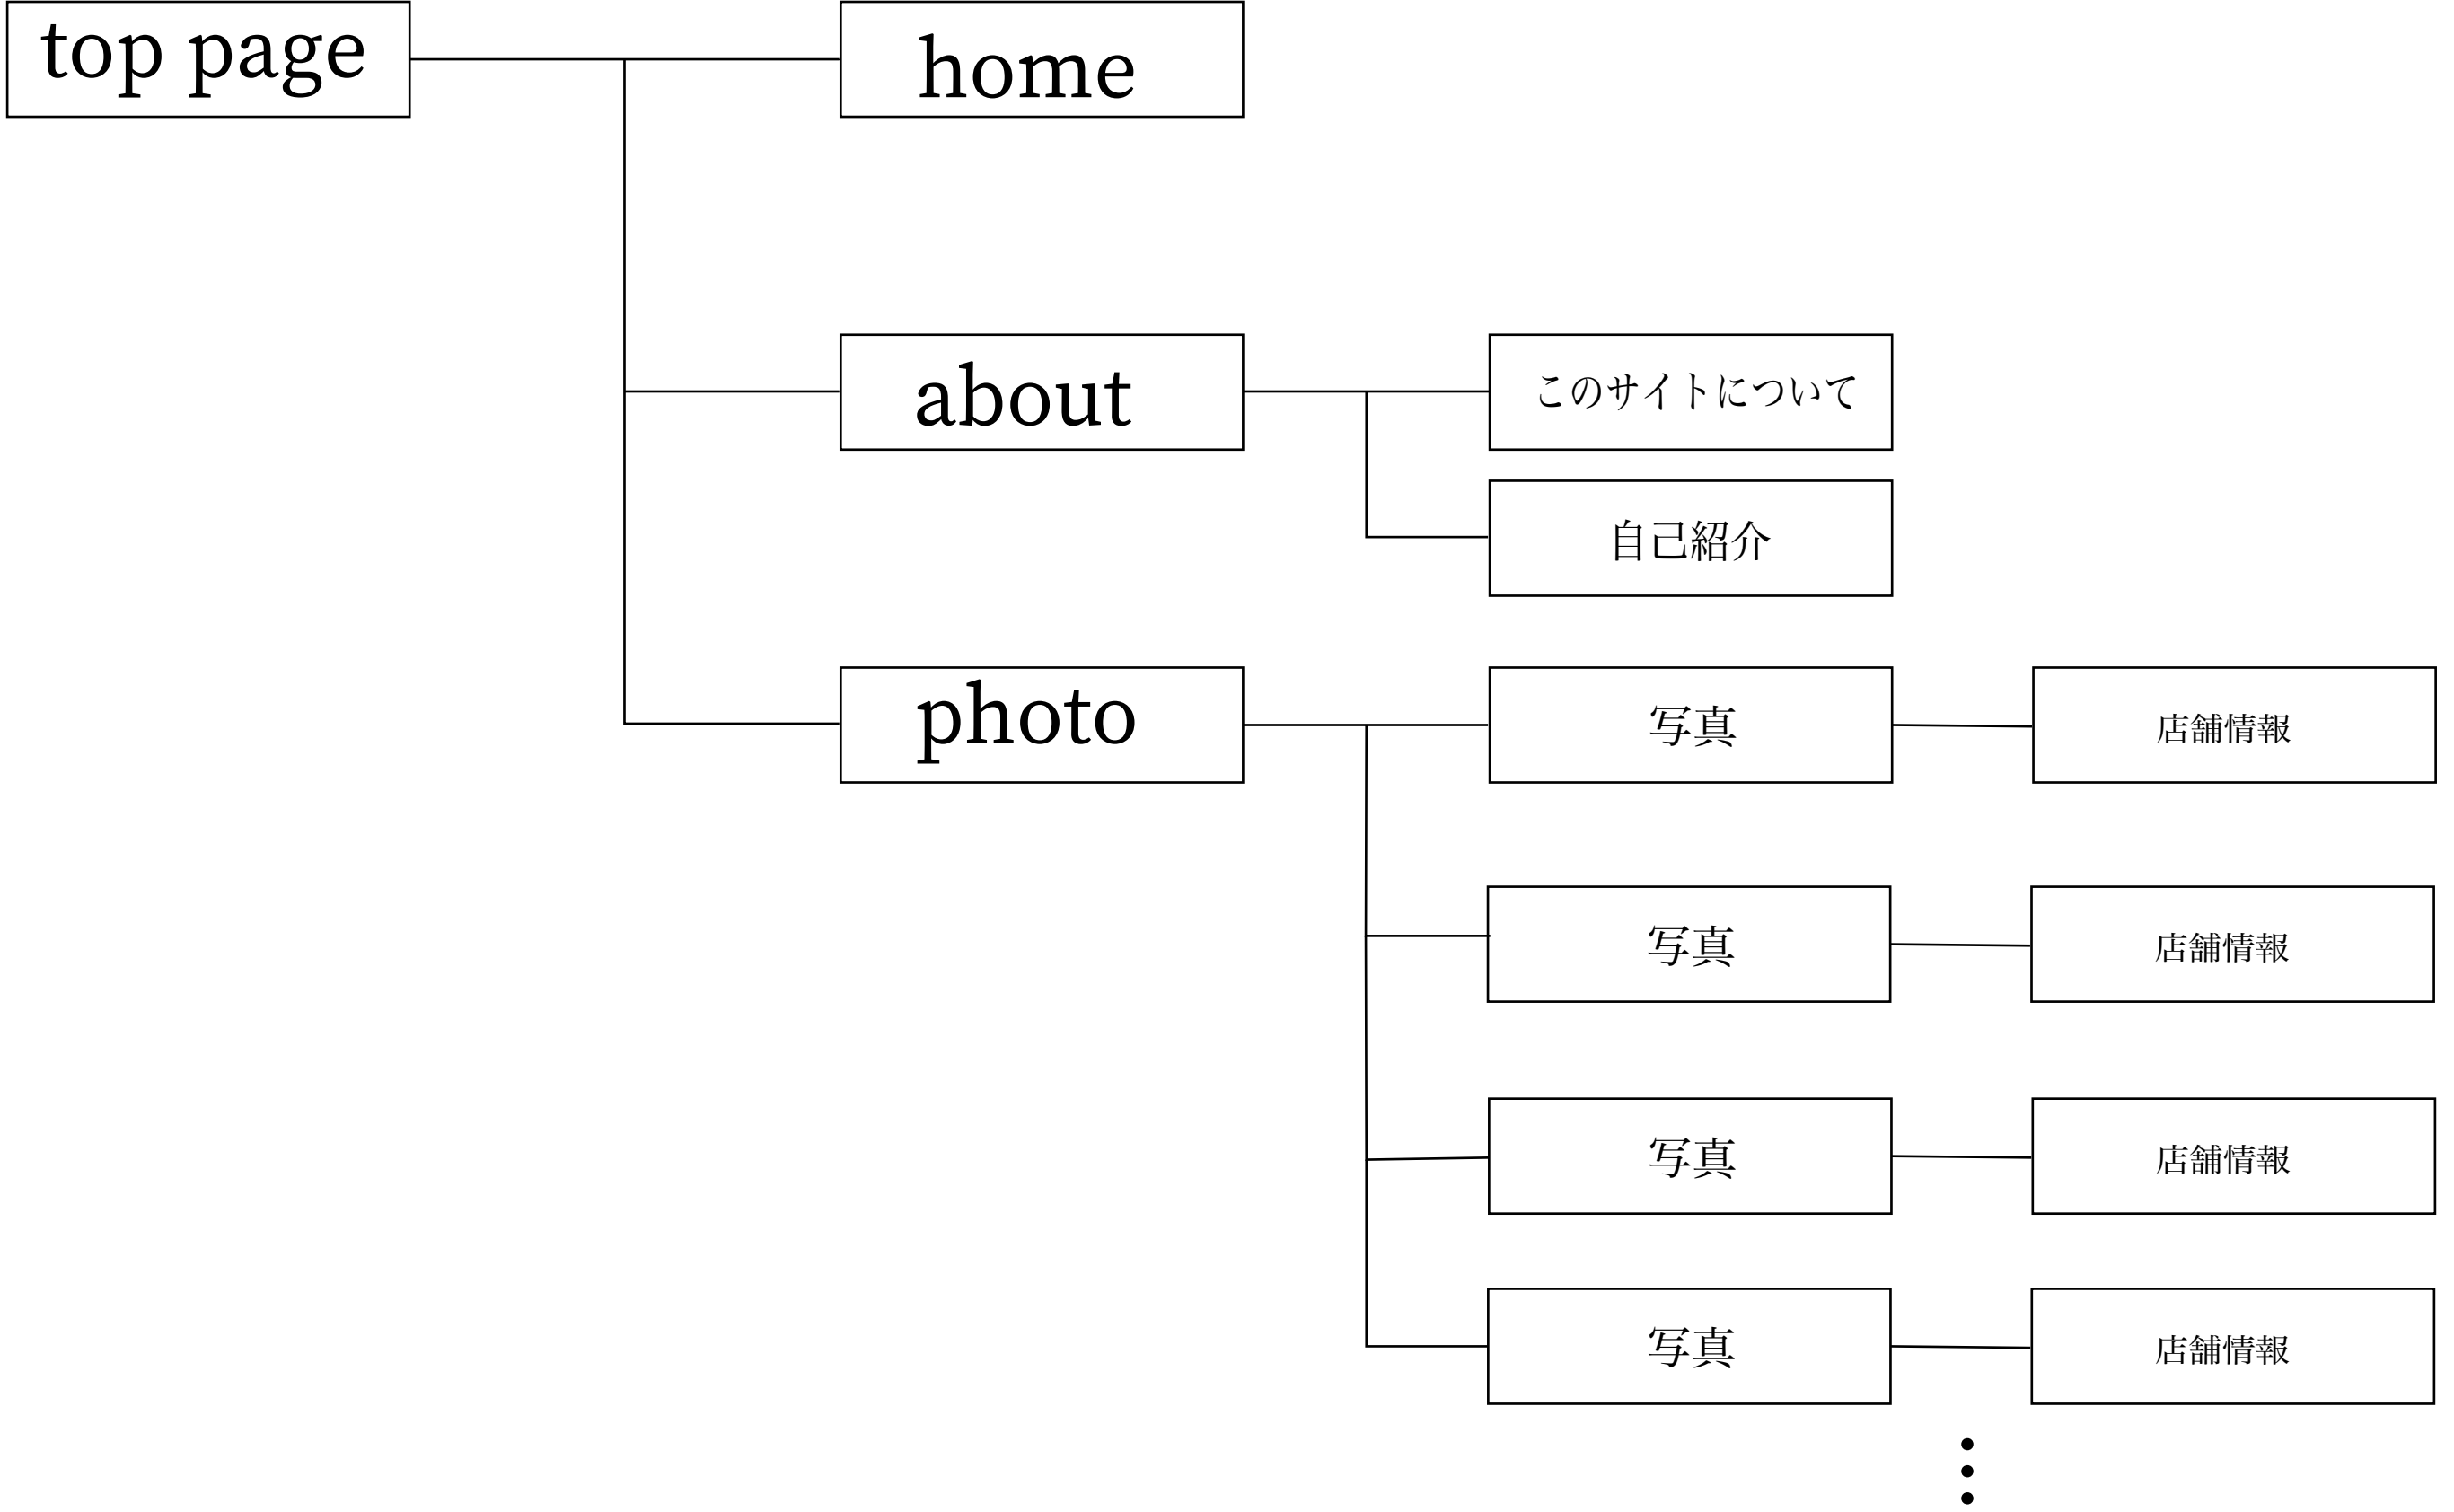 top page
home
about
このサイトについて
自己紹介
photo
写真
店舗情報
写真
店舗情報
写真
店舗情報
写真
店舗情報